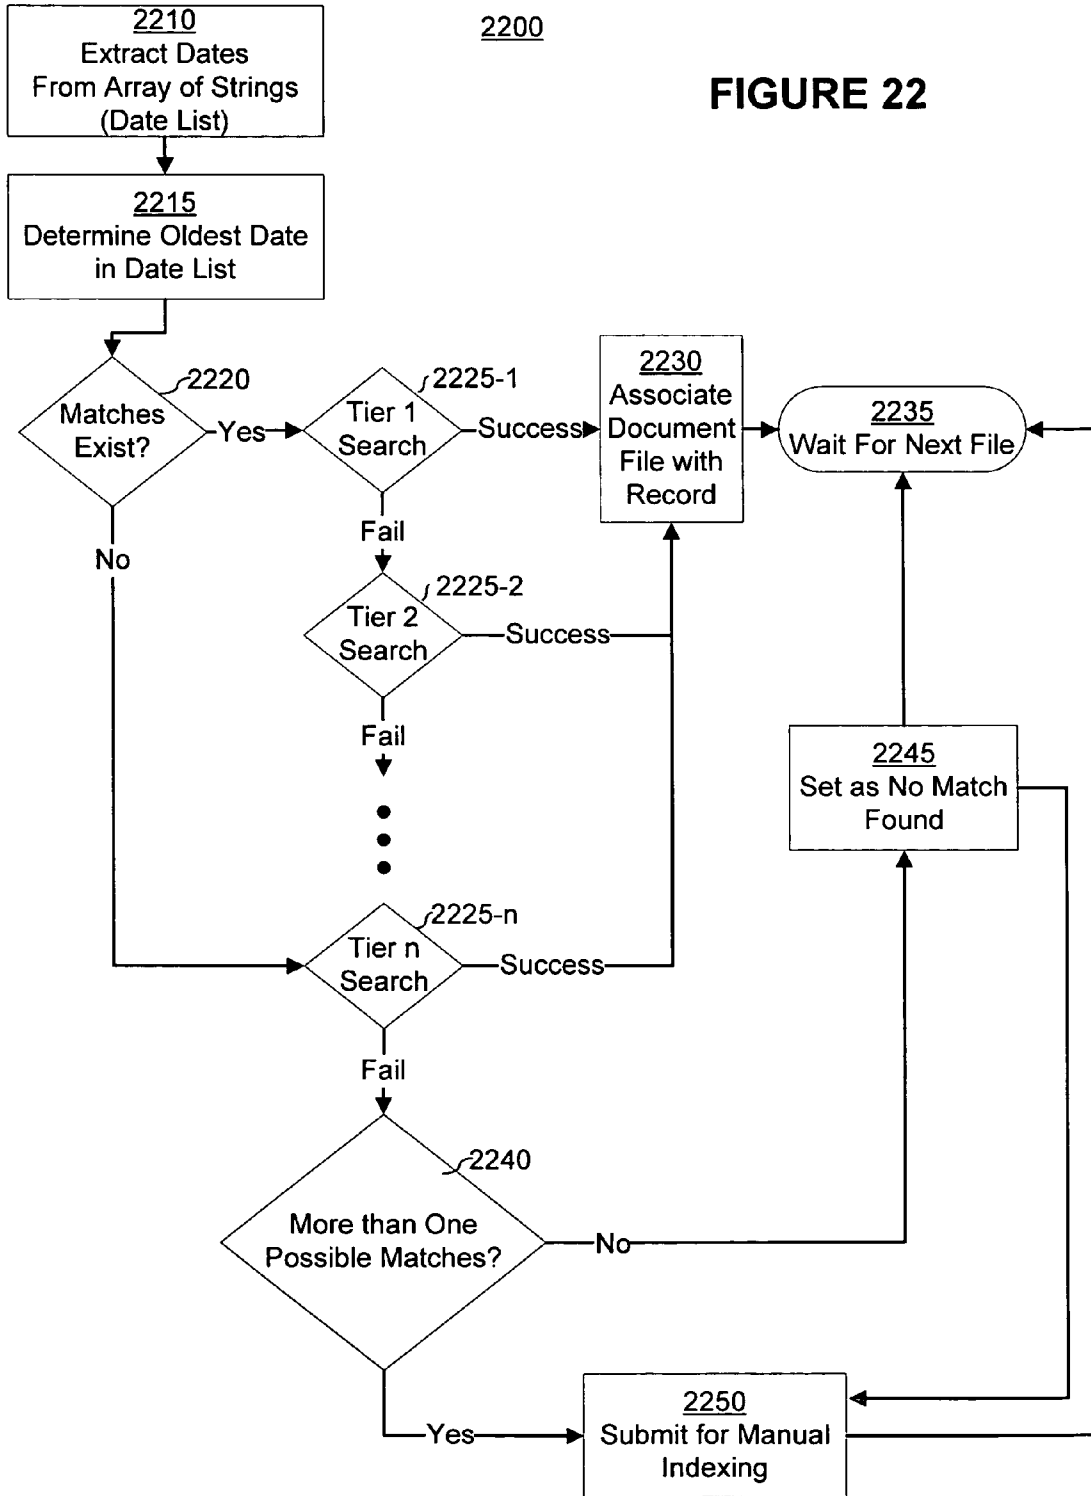 2200
FIGURE 22
2210
Extract Dates
From Array of Strings
(Date List)
2215
Determine Oldest Date
in Date List
2220
Matches
Exist?
Yes
No
2225-1
Tier 1
Search
Success
Fail
2230
Associate
Document
File with
Record
2235
Wait For Next File
2225-2
Tier 2
Search
Success
Fail
2245
Set as No Match
Found
2225-n
Tier n
Search
Success
Fail
2240
More than One
Possible Matches?
No
Yes
2250
Submit for Manual
Indexing